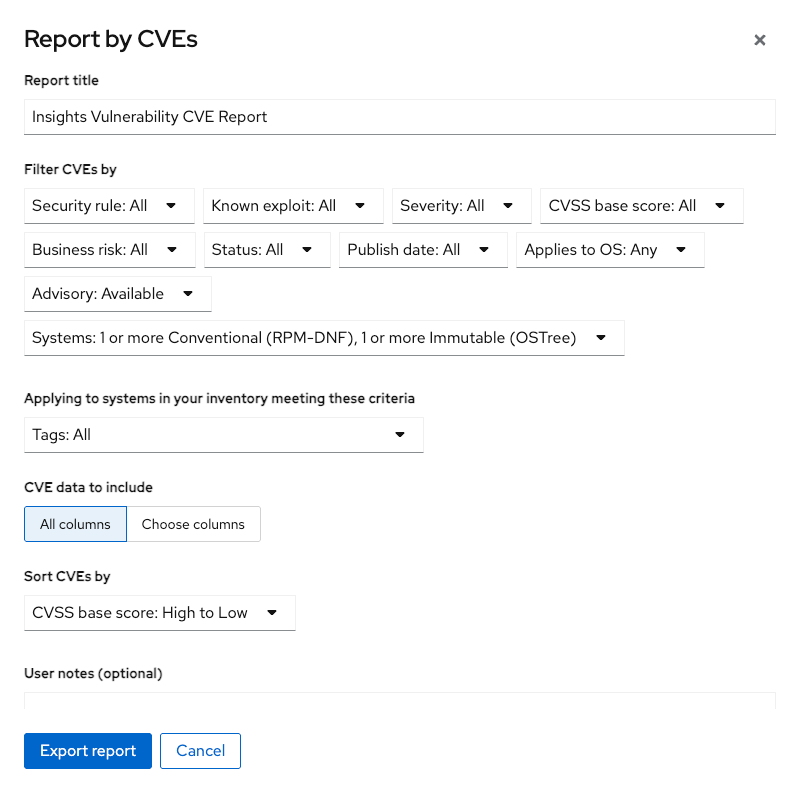 Report by CVEs
Report title
Insights Vulnerability CVE Report
Filter CVEs by
Security rule: All Known exploit: All Severity: All CVSS base score: All
Business risk: All Status: All Publish date: All Applies to OS: Any
Advisory: Available
Systems: 1 or more Conventional (RPM-DNF), 1 or more Immutable (OSTree)
Applying to systems in your inventory meeting these criteria
Tags: All
CVE data to include
All columns Choose columns
Sort CVEs by
CVSS base score: High to Low
User notes (optional)
Export report Cancel